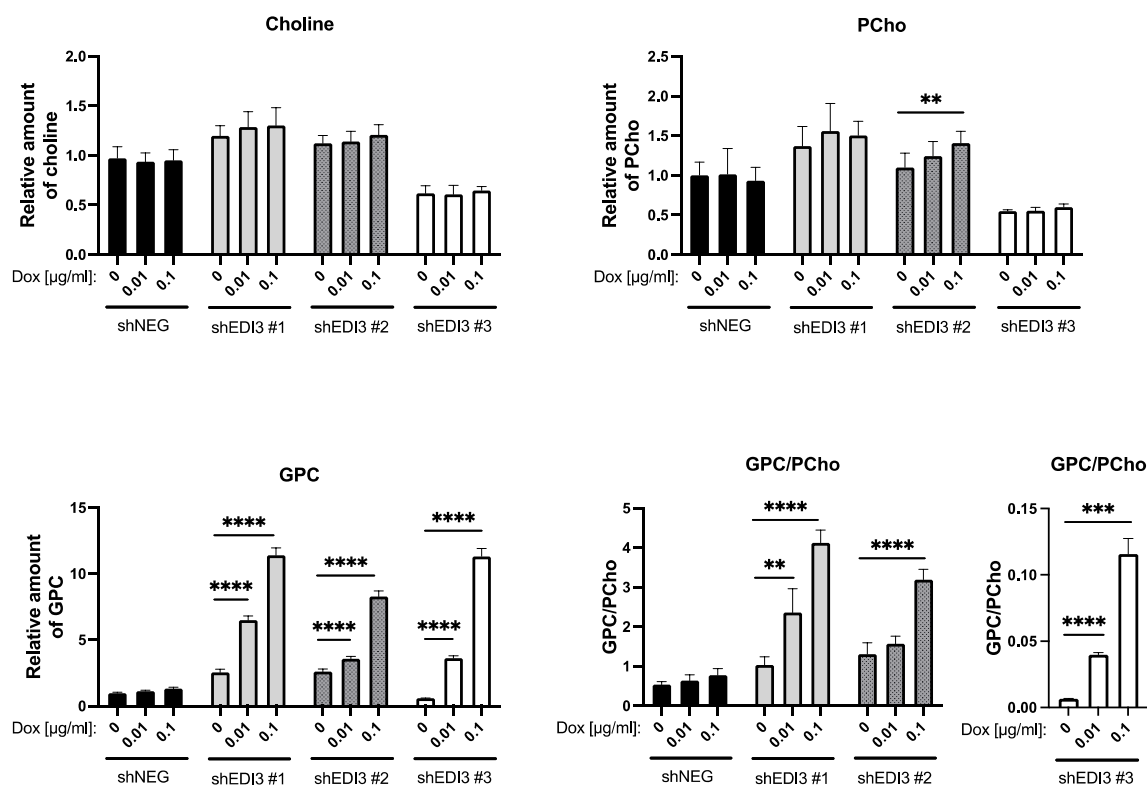 Choline
Relative amount
of choline
2.0
1.5
1.0
0.5
0.0
Dox [µg/ml]:
0 0.01 0.1 0 0.01 0.1 0 0.01 0.1 0 0.01 0.1
shNEG shEDI3 #1 shEDI3 #2 shEDI3 #3
PCho
Relative amount
of PCho
2.5
2.0
1.5
1.0
0.5
0.0
**
Dox [µg/ml]:
0 0.01 0.1 0 0.01 0.1 0 0.01 0.1 0 0.01 0.1
shNEG shEDI3 #1 shEDI3 #2 shEDI3 #3
GPC
Relative amount
of GPC
15
10
5
0
**** **** ****
**** **** ****
Dox [µg/ml]:
0 0.01 0.1 0 0.01 0.1 0 0.01 0.1 0 0.01 0.1
shNEG shEDI3 #1 shEDI3 #2 shEDI3 #3
GPC/PCho
GPC/PCho
5
4
3
2
1
0
**** ****
**
Dox [µg/ml]:
0 0.01 0.1 0 0.01 0.1 0 0.01 0.1
shNEG shEDI3 #1 shEDI3 #2
GPC/PCho
GPC/PCho
0.15
0.10
0.05
0.00
***
****
Dox [µg/ml]:
0 0.01 0.1
shEDI3 #3